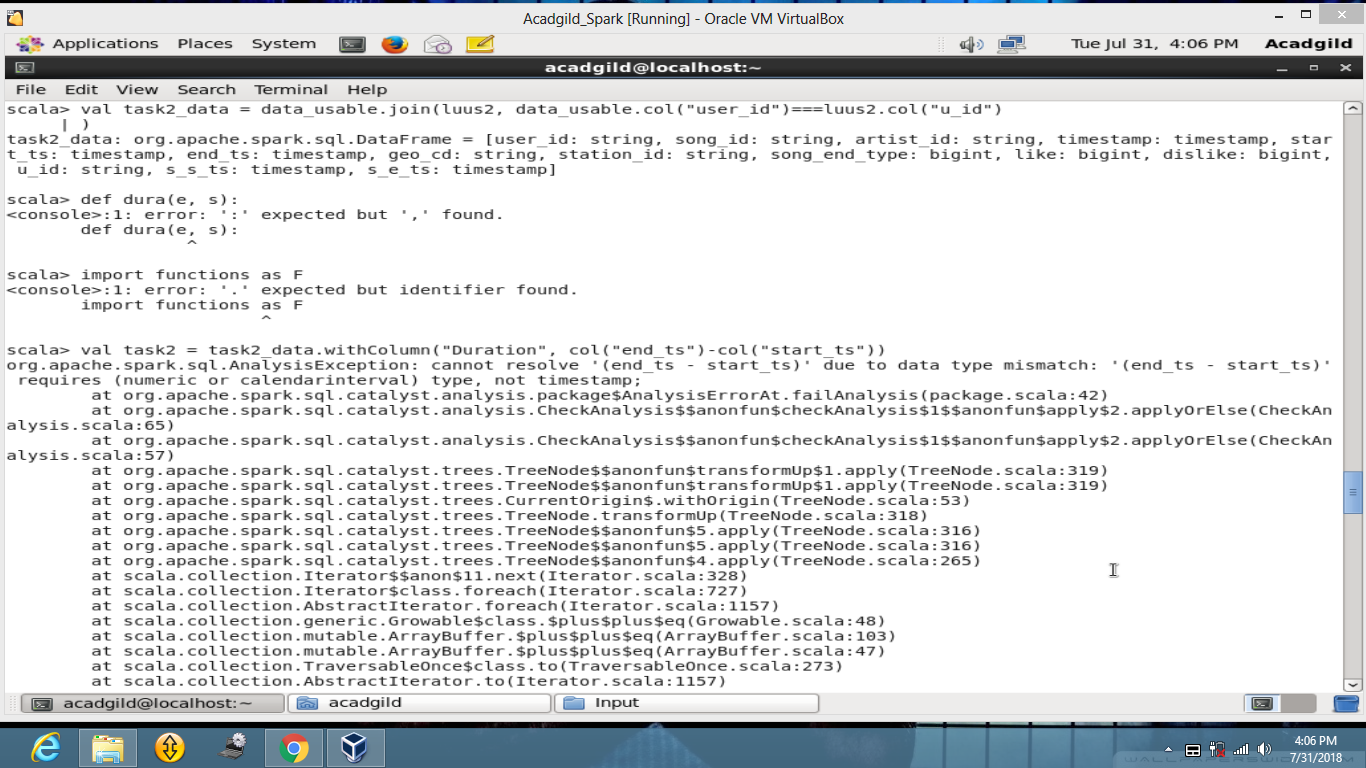 Acadgild_Spark [Running] - Oracle VM VirtualBox
Applications Places System Tue Jul 31, 4:06 PM Acadgild
acadgild@localhost:~
File Edit View Search Terminal Help
scala> val task2_data = data_usable.join(luus2, data_usable.col("user_id")===luus2.col("u_id")
     | )
task2_data: org.apache.spark.sql.DataFrame = [user_id: string, song_id: string, artist_id: string, timestamp: timestamp, star
t_ts: timestamp, end_ts: timestamp, geo_cd: string, station_id: string, song_end_type: bigint, like: bigint, dislike: bigint,
 u_id: string, s_s_ts: timestamp, s_e_ts: timestamp]
scala> def dura(e, s):
<console>:1: error: ':' expected but ',' found.
       def dura(e, s):
                 ^
scala> import functions as F
<console>:1: error: '.' expected but identifier found.
       import functions as F
                        ^
scala> val task2 = task2_data.withColumn("Duration", col("end_ts")-col("start_ts"))
org.apache.spark.sql.AnalysisException: cannot resolve '(end_ts - start_ts)' due to data type mismatch: '(end_ts - start_ts)'
 requires (numeric or calendarinterval) type, not timestamp;
        at org.apache.spark.sql.catalyst.analysis.package$AnalysisErrorAt.failAnalysis(package.scala:42)
        at org.apache.spark.sql.catalyst.analysis.CheckAnalysis$$anonfun$checkAnalysis$1$$anonfun$apply$2.applyOrElse(CheckAn
alysis.scala:65)
        at org.apache.spark.sql.catalyst.analysis.CheckAnalysis$$anonfun$checkAnalysis$1$$anonfun$apply$2.applyOrElse(CheckAn
alysis.scala:57)
        at org.apache.spark.sql.catalyst.trees.TreeNode$$anonfun$transformUp$1.apply(TreeNode.scala:319)
        at org.apache.spark.sql.catalyst.trees.TreeNode$$anonfun$transformUp$1.apply(TreeNode.scala:319)
        at org.apache.spark.sql.catalyst.trees.CurrentOrigin$.withOrigin(TreeNode.scala:53)
        at org.apache.spark.sql.catalyst.trees.TreeNode.transformUp(TreeNode.scala:318)
        at org.apache.spark.sql.catalyst.trees.TreeNode$$anonfun$5.apply(TreeNode.scala:316)
        at org.apache.spark.sql.catalyst.trees.TreeNode$$anonfun$5.apply(TreeNode.scala:316)
        at org.apache.spark.sql.catalyst.trees.TreeNode$$anonfun$4.apply(TreeNode.scala:265)
        at scala.collection.Iterator$$anon$11.next(Iterator.scala:328)
        at scala.collection.Iterator$class.foreach(Iterator.scala:727)
        at scala.collection.AbstractIterator.foreach(Iterator.scala:1157)
        at scala.collection.generic.Growable$class.$plus$plus$eq(Growable.scala:48)
        at scala.collection.mutable.ArrayBuffer.$plus$plus$eq(ArrayBuffer.scala:103)
        at scala.collection.mutable.ArrayBuffer.$plus$plus$eq(ArrayBuffer.scala:47)
        at scala.collection.TraversableOnce$class.to(TraversableOnce.scala:273)
        at scala.collection.AbstractIterator.to(Iterator.scala:1157)
acadgild@localhost:~ acadgild Input
4:06 PM
7/31/2018